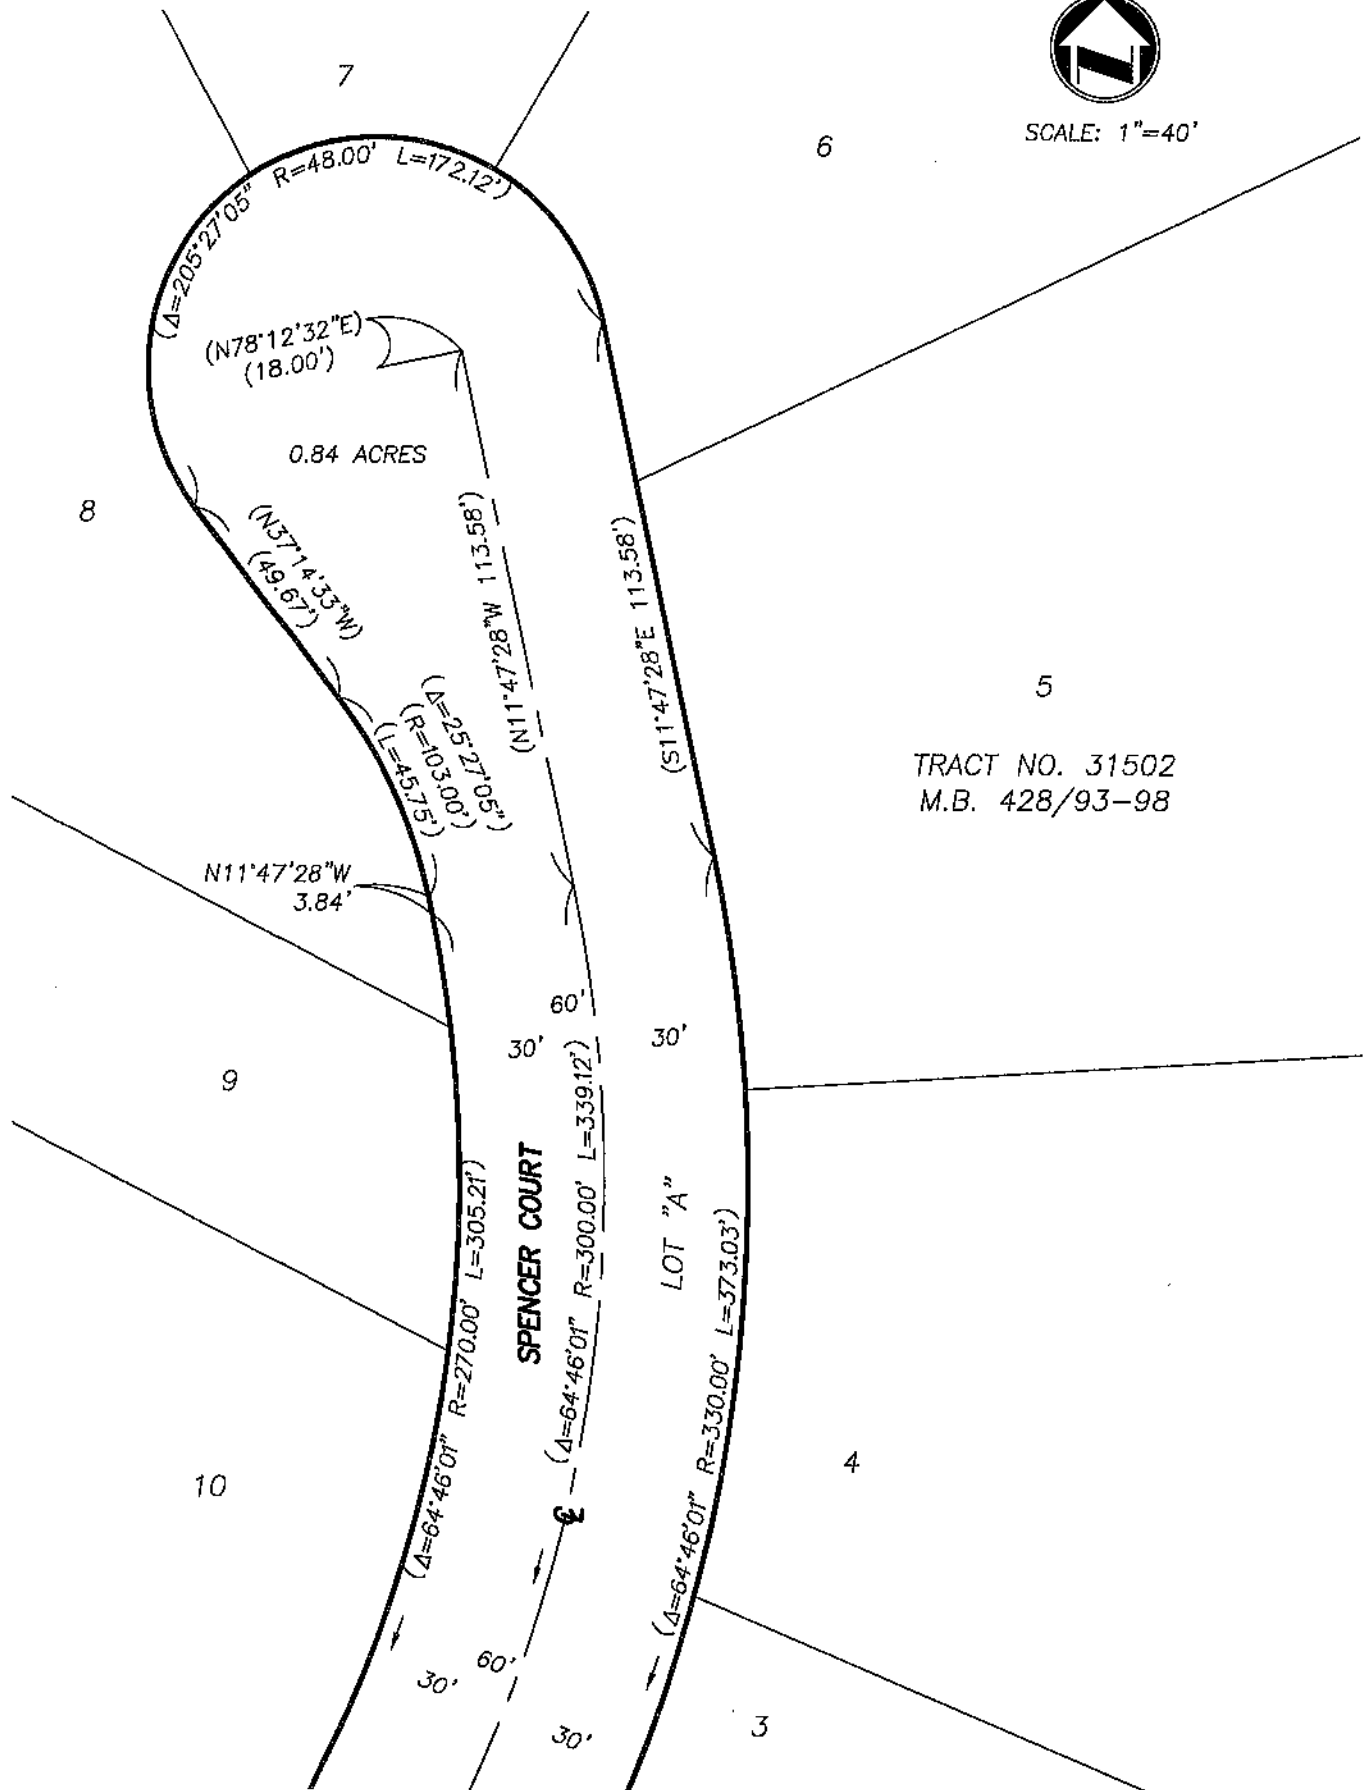 7
6
SCALE: 1"=40'
(Δ=205°27'05" R=48.00' L=172.12')
(N78°12'32"E)
(18.00')
0.84 ACRES
8
(N37°14'33"W)
(49.67')
(N11°47'28"W 113.58')
(S11°47'28"E 113.58')
(Δ=25°27'05")
(R=103.00')
(L=45.75')
5
TRACT NO. 31502
M.B. 428/93-98
N11°47'28"W
3.84'
60'
30'
30'
9
SPENCER COURT
LOT "A"
(Δ=64°46'01" R=270.00' L=305.21')
(Δ=64°46'01" R=300.00' L=339.12')
(Δ=64°46'01" R=330.00' L=373.03')
10
4
60'
30'
30'
3